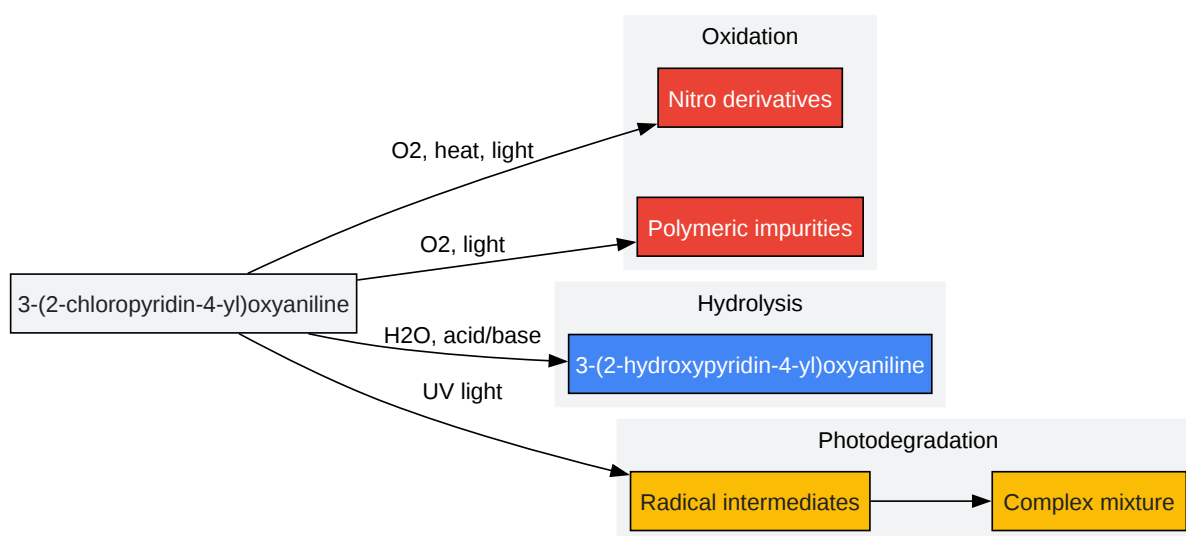 Oxidation
Nitro derivatives
O2, heat, light
Polymeric impurities
O2, light
3-(2-chloropyridin-4-yl)oxyaniline
Hydrolysis
H2O, acid/base
3-(2-hydroxypyridin-4-yl)oxyaniline
UV light
Photodegradation
Radical intermediates
Complex mixture